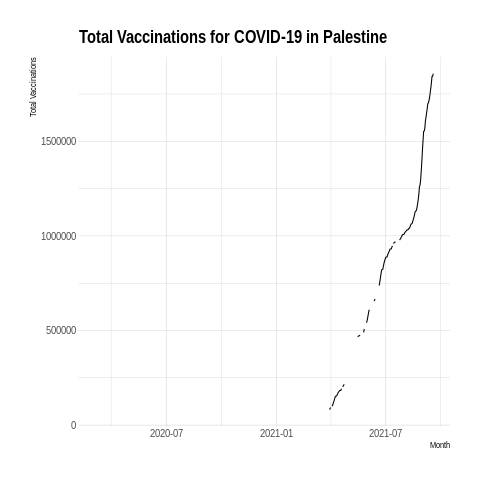 Total Vaccinations for COVID-19 in Palestine
Total Vaccinations
1500000
1000000
500000
0
2020-07
2021-01
2021-07
Month